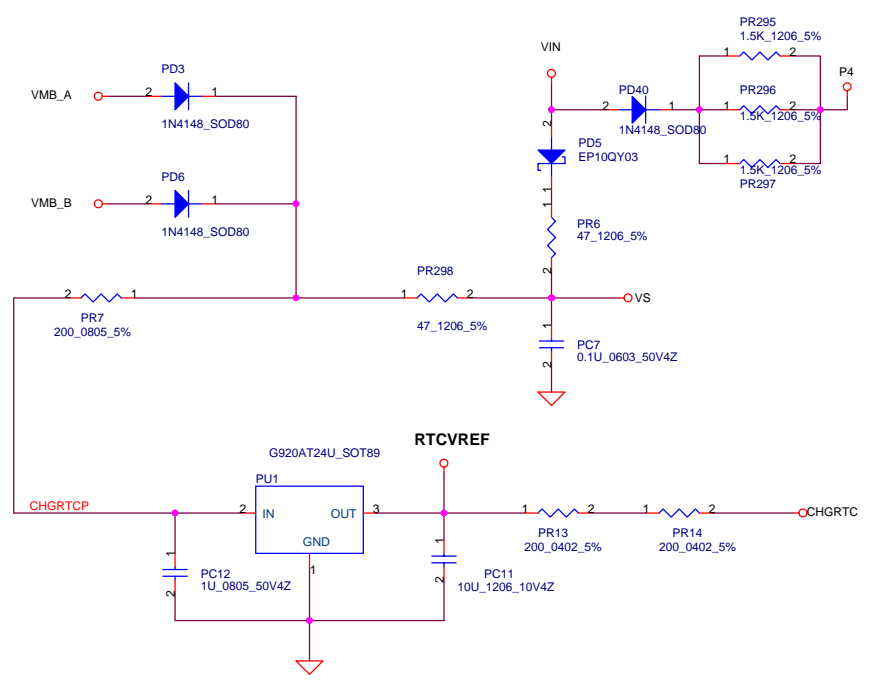 PR295
1.5K_1206_5%
1 2
VIN
PD3
VMB_A
2 1
1N4148_SOD80
PD40
2 1
1N4148_SOD80
PR296
1 2
1.5K_1206_5%
P4
2
PD5
EP10QY03
1
1 2
1.5K_1206_5%
PR297
PD6
VMB_B
2 1
1N4148_SOD80
1
PR6
47_1206_5%
2
PR298
2 1
PR7
200_0805_5%
1 2
47_1206_5%
VS
1
PC7
0.1U_0603_50V4Z
2
RTCVREF
G920AT24U_SOT89
PU1
CHGRTCP
2 IN
OUT 3
GND
1
1 2
PR13
200_0402_5%
1 2
PR14
200_0402_5%
CHGRTC
1
PC12
1U_0805_50V4Z
2
1
PC11
10U_1206_10V4Z
2